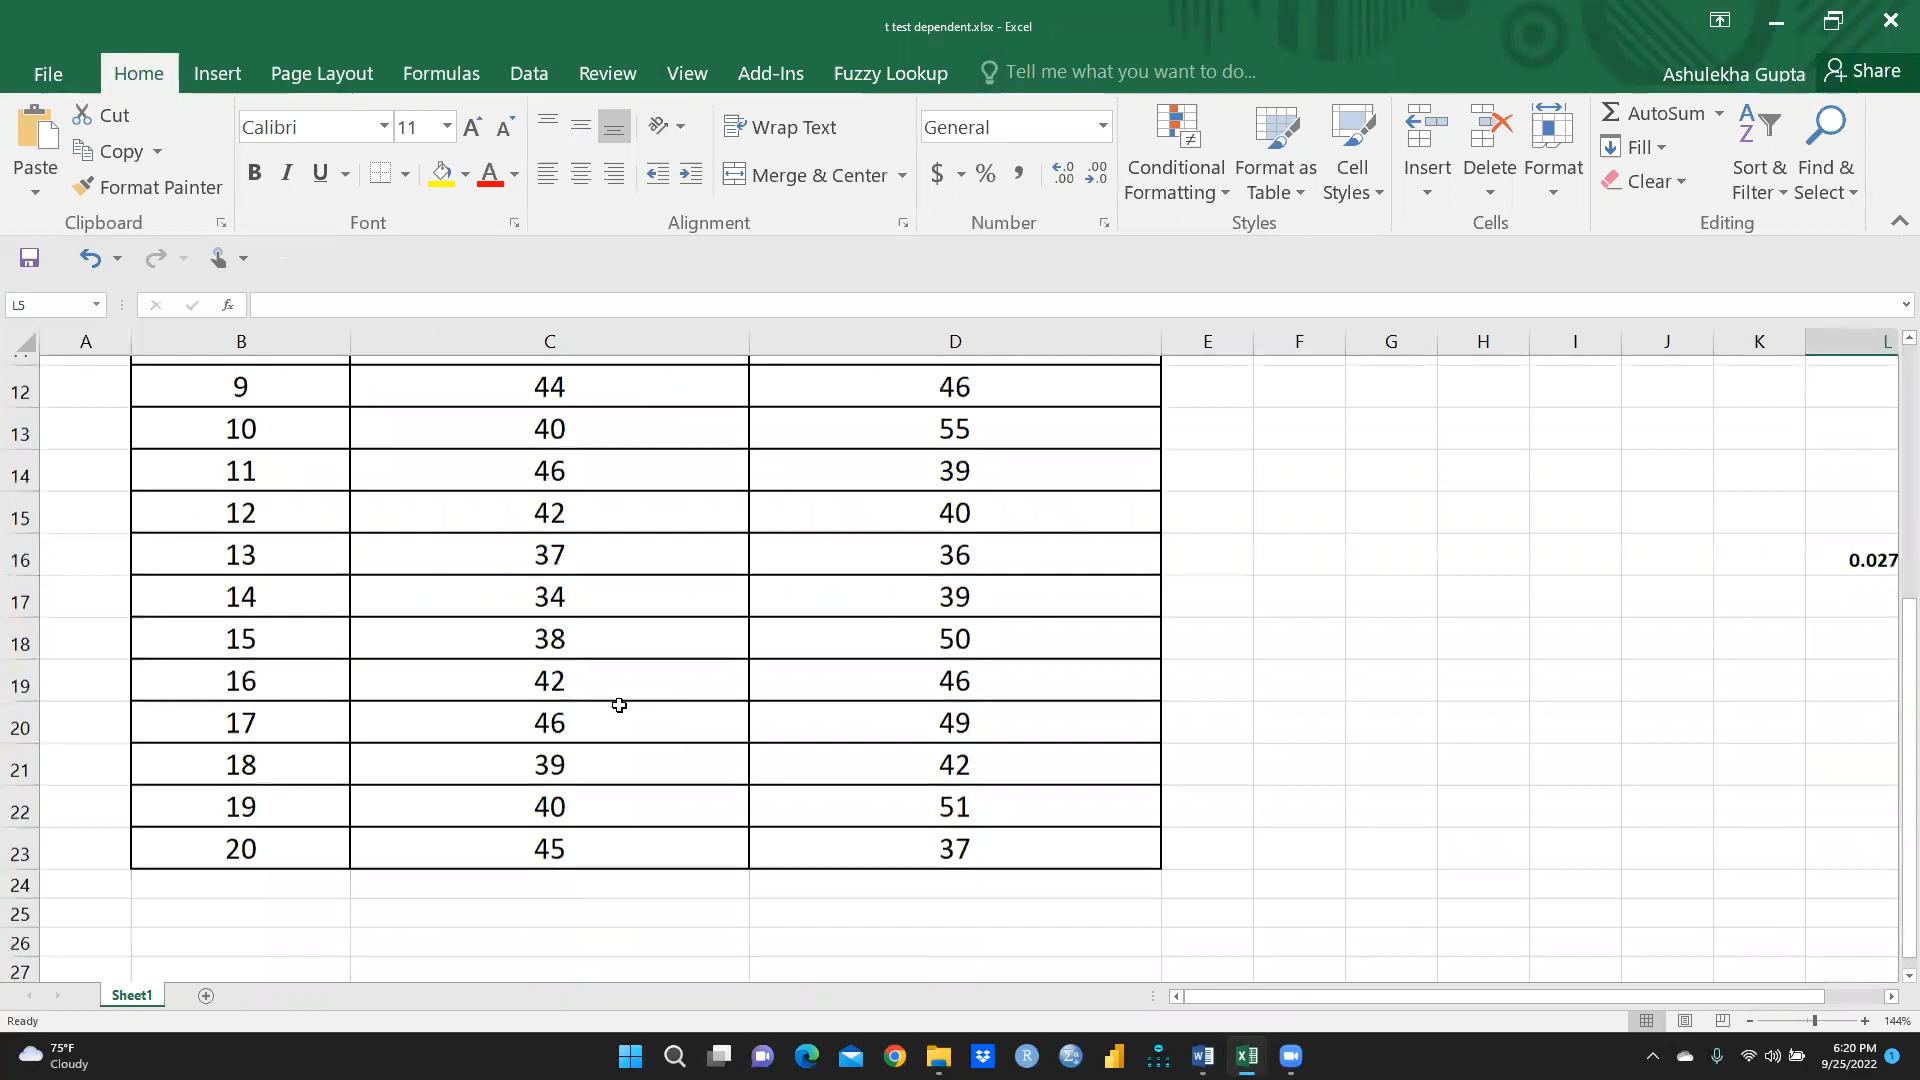 t test dependent.xlsx - Excel
File Home Insert Page Layout Formulas Data Review View Add-Ins Fuzzy Lookup Tell me what you want to do... Ashulekha Gupta Share
Paste Cut Copy Format Painter Clipboard
Calibri 11 B I U A Font
Wrap Text Merge & Center Alignment
General $ % , .0 .00 Number
Conditional Formatting Format as Table Cell Styles Styles
Insert Delete Format Cells
AutoSum Fill Clear Sort & Filter Find & Select Editing
L5 fx
A B C D E F G H I J K L
12 9 44 46
13 10 40 55
14 11 46 39
15 12 42 40
16 13 37 36 0.027
17 14 34 39
18 15 38 50
19 16 42 46
20 17 46 49
21 18 39 42
22 19 40 51
23 20 45 37
24
25
26
27
Sheet1
Ready 144%
75°F
Cloudy
6:20 PM
9/25/2022 1